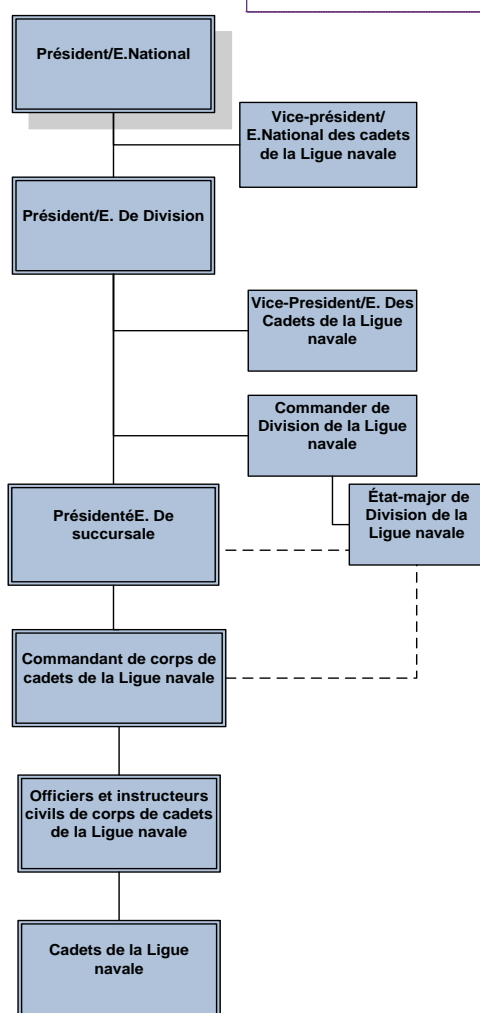 Président/E.National
Vice-président/
E.National des cadets
de la Ligue navale
Président/E. De Division
Vice-President/E. Des
Cadets de la Ligue
navale
Commander de
Division de la Ligue
navale
État-major de
Division de la
Ligue navale
PrésidentéE. De
succursale
Commandant de corps de
cadets de la Ligue navale
Officiers et instructeurs
civils de corps de cadets
de la Ligue navale
Cadets de la Ligue
navale